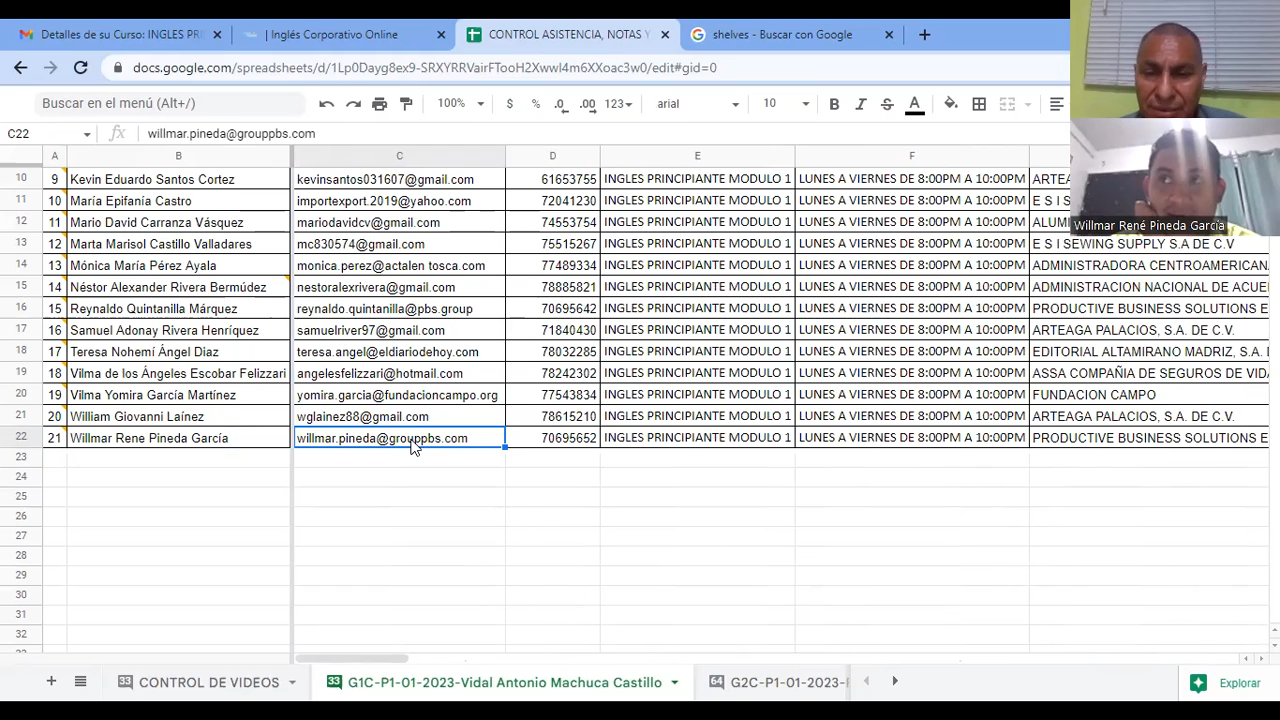 Detalles de su Curso: INGLES PRI
| Inglés Corporativo Online
CONTROL ASISTENCIA, NOTAS Y
shelves - Buscar con Google
Buscar en el menú (Alt+/)
100%
$ % .0 .00 123
arial
10
B I S A
C22
fx
willmar.pineda@grouppbs.com
A B C D E F
10 9 Kevin Eduardo Santos Cortez kevinsantos031607@gmail.com 61653755 INGLES PRINCIPIANTE MODULO 1 LUNES A VIERNES DE 8:00PM A 10:00PM ARTEA
11 10 María Epifanía Castro importexport.2019@yahoo.com 72041230 INGLES PRINCIPIANTE MODULO 1 LUNES A VIERNES DE 8:00PM A 10:00PM E S I S
12 11 Mario David Carranza Vásquez mariodavidcv@gmail.com 74553754 INGLES PRINCIPIANTE MODULO 1 LUNES A VIERNES DE 8:00PM A 10:00PM ALUMI
13 12 Marta Marisol Castillo Valladares mc830574@gmail.com 75515267 INGLES PRINCIPIANTE MODULO 1 LUNES A VIERNES DE 8:00PM A 10:00PM E S I SEWING SUPPLY S.A DE C.V
14 13 Mónica María Pérez Ayala monica.perez@actalen tosca.com 77489334 INGLES PRINCIPIANTE MODULO 1 LUNES A VIERNES DE 8:00PM A 10:00PM ADMINISTRADORA CENTROAMERICANA
15 14 Néstor Alexander Rivera Bermúdez nestoralexrivera@gmail.com 78885821 INGLES PRINCIPIANTE MODULO 1 LUNES A VIERNES DE 8:00PM A 10:00PM ADMINISTRACION NACIONAL DE ACUE
16 15 Reynaldo Quintanilla Márquez reynaldo.quintanilla@pbs.group 70695642 INGLES PRINCIPIANTE MODULO 1 LUNES A VIERNES DE 8:00PM A 10:00PM PRODUCTIVE BUSINESS SOLUTIONS E
17 16 Samuel Adonay Rivera Henríquez samuelriver97@gmail.com 71840430 INGLES PRINCIPIANTE MODULO 1 LUNES A VIERNES DE 8:00PM A 10:00PM ARTEAGA PALACIOS, S.A. DE C.V.
18 17 Teresa Nohemí Ángel Diaz teresa.angel@eldiariodehoy.com 78032285 INGLES PRINCIPIANTE MODULO 1 LUNES A VIERNES DE 8:00PM A 10:00PM EDITORIAL ALTAMIRANO MADRIZ, S.A.
19 18 Vilma de los Ángeles Escobar Felizzari angelesfelizzari@hotmail.com 78242302 INGLES PRINCIPIANTE MODULO 1 LUNES A VIERNES DE 8:00PM A 10:00PM ASSA COMPAÑIA DE SEGUROS DE VIDA
20 19 Vilma Yomira García Martínez yomira.garcia@fundacioncampo.org 77543834 INGLES PRINCIPIANTE MODULO 1 LUNES A VIERNES DE 8:00PM A 10:00PM FUNDACION CAMPO
21 20 William Giovanni Laínez wglainez88@gmail.com 78615210 INGLES PRINCIPIANTE MODULO 1 LUNES A VIERNES DE 8:00PM A 10:00PM ARTEAGA PALACIOS, S.A. DE C.V.
22 21 Willmar Rene Pineda García willmar.pineda@grouppbs.com 70695652 INGLES PRINCIPIANTE MODULO 1 LUNES A VIERNES DE 8:00PM A 10:00PM PRODUCTIVE BUSINESS SOLUTIONS E
23
24
25
26
27
28
29
30
31
32
Willmar René Pineda García
33 CONTROL DE VIDEOS
33 G1C-P1-01-2023-Vidal Antonio Machuca Castillo
64 G2C-P1-01-2023-
Explorar